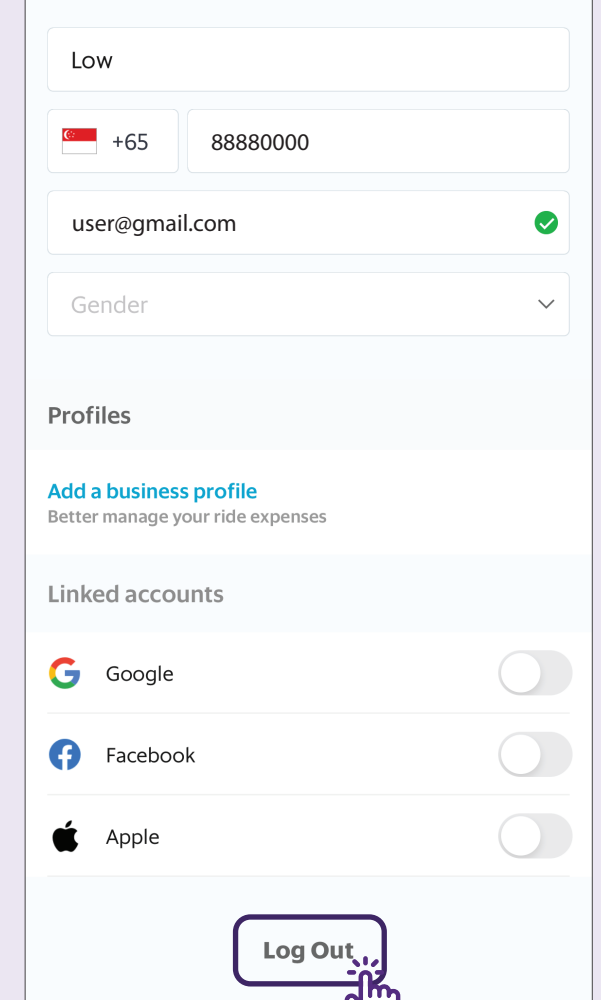 Low
+65 88880000
user@gmail.com
Gender
Profiles
Add a business profile
Better manage your ride expenses
Linked accounts
Google
Facebook
Apple
Log Out